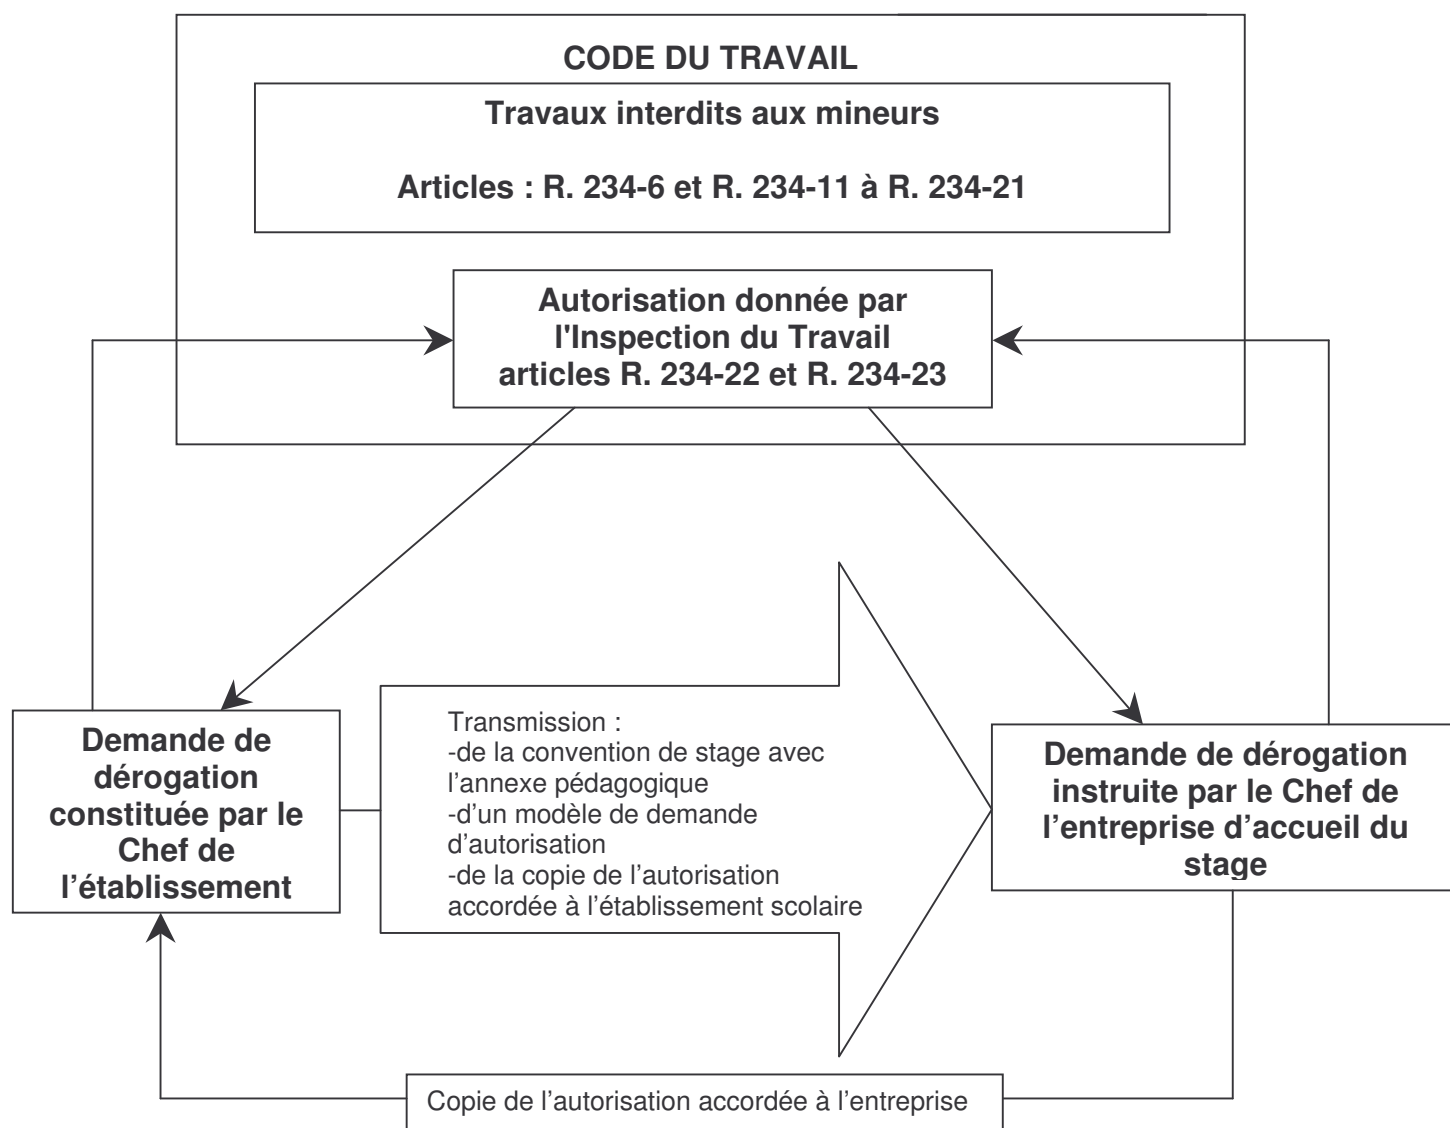 CODE DU TRAVAIL
Travaux interdits aux mineurs
Articles : R. 234-6 et R. 234-11 à R. 234-21
Autorisation donnée par
l'Inspection du Travail
articles R. 234-22 et R. 234-23
Demande de
dérogation
constituée par le
Chef de
l’établissement
Transmission :
-de la convention de stage avec
l’annexe pédagogique
-d’un modèle de demande
d’autorisation
-de la copie de l’autorisation
accordée à l’établissement scolaire
Demande de dérogation
instruite par le Chef de
l’entreprise d’accueil du
stage
Copie de l’autorisation accordée à l’entreprise